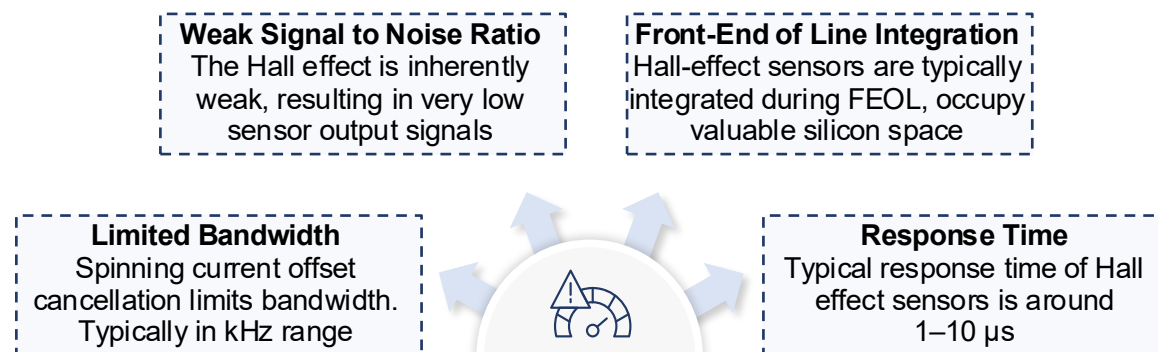 Weak Signal to Noise Ratio
The Hall effect is inherently
weak, resulting in very low
sensor output signals
Front-End of Line Integration
Hall-effect sensors are typically
integrated during FEOL, occupy
valuable silicon space
Limited Bandwidth
Spinning current offset
cancellation limits bandwidth.
Typically in kHz range
Response Time
Typical response time of Hall
effect sensors is around
1–10 µs